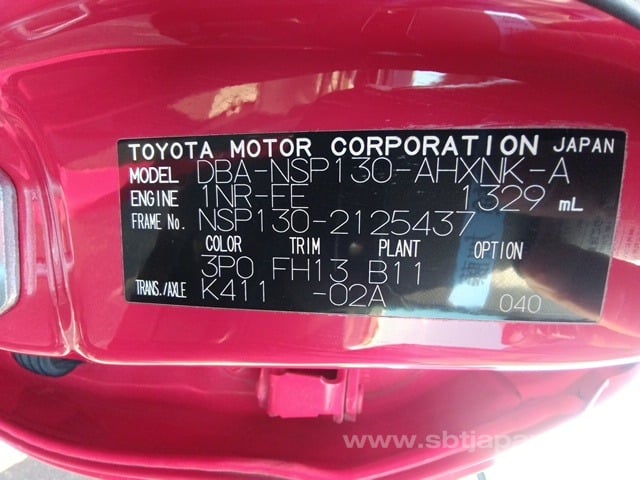 TOYOTA MOTOR CORPORATION JAPAN
MODEL DBA-NSP130-AHXNK-A
ENGINE 1NR-FE 1329 mL
FRAME No. NSP130-2125437
COLOR TRIM PLANT OPTION
3P0 FH13 B11
TRANS./AXLE K411 -02A 040
www.sbtjapan